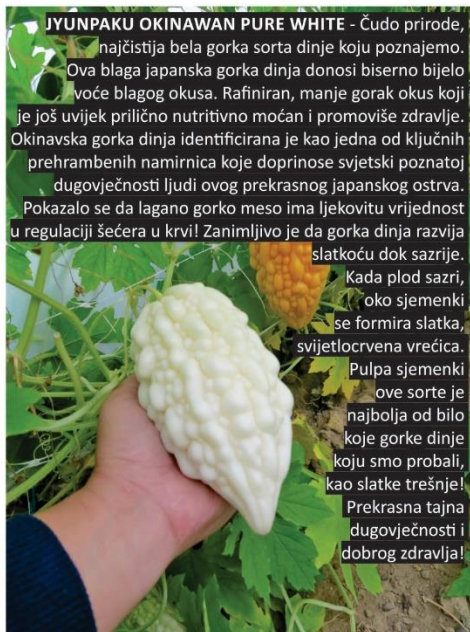 JYUNPAKU OKINAWAN PURE WHITE - Čudo prirode,
najčistija bela gorka sorta dinje koju poznajemo.
Ova blaga japanska gorka dinja donosi biserno bijelo
voće blagog okusa. Rafiniran, manje gorak okus koji
je još uvijek prilično nutritivno moćan i promoviše zdravlje.
Okinavska gorka dinja identificirana je kao jedna od ključnih
prehrambenih namirnica koje doprinose svjetski poznatoj
dugovječnosti ljudi ovog prekrasnog japanskog ostrva.
Pokazalo se da lagano gorko meso ima ljekovitu vrijednost
u regulaciji šećera u krvi! Zanimljivo je da gorka dinja razvija
slatkoću dok sazrije.
Kada plod sazri,
oko sjemenki
se formira slatka,
svijetlocrvena vrećica.
Pulpa sjemenki
ove sorte je
najbolja od bilo
koje gorke dinje
koju smo probali,
kao slatke trešnje!
Prekrasna tajna
dugovječnosti i
dobrog zdravlja!